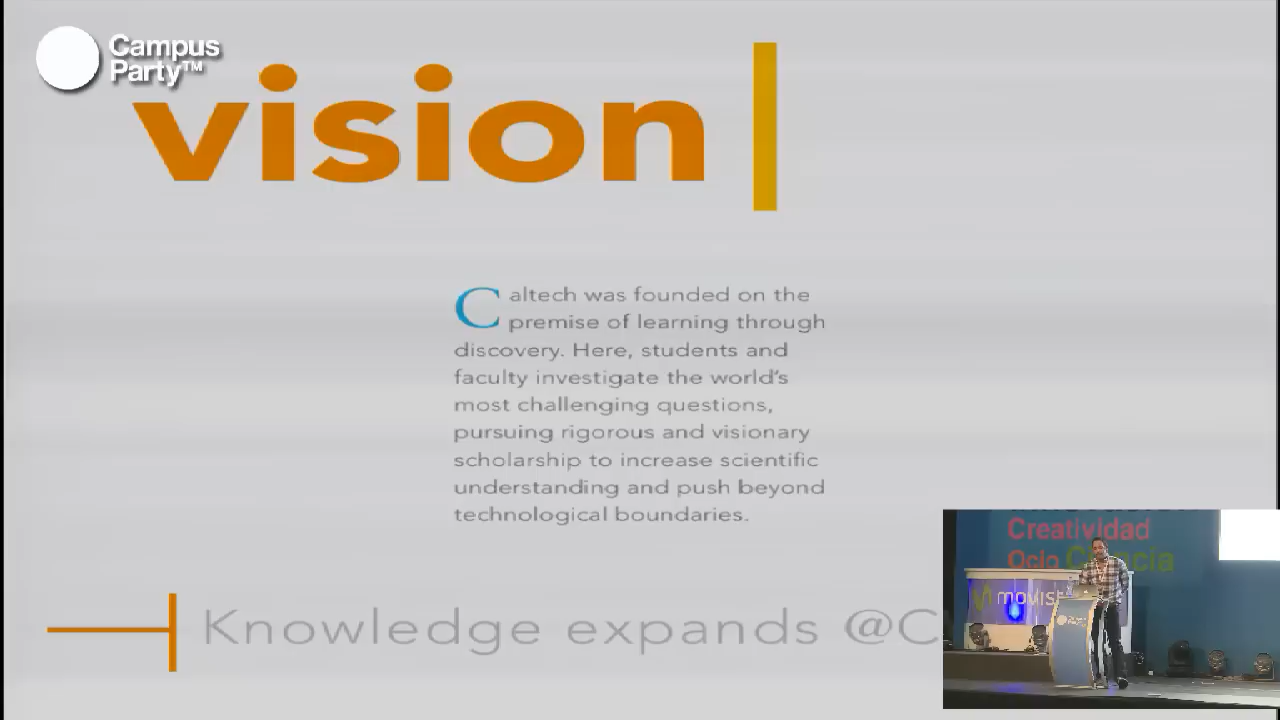 Campus
Party™
vision
Caltech was founded on the
premise of learning through
discovery. Here, students and
faculty investigate the world's
most challenging questions,
pursuing rigorous and visionary
scholarship to increase scientific
understanding and push beyond
technological boundaries.
Knowledge expands @C
Creatividad
Ocio Ciencia
movist